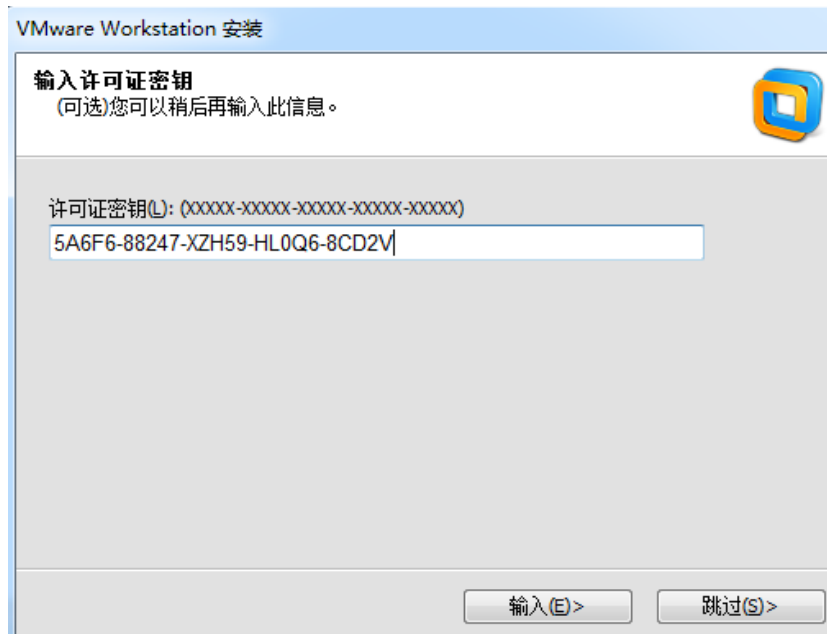 VMware Workstation 安装
输入许可证密钥
(可选)您可以稍后再输入此信息。
许可证密钥(L): (XXXXX-XXXXX-XXXXX-XXXXX-XXXXX)
5A6F6-88247-XZH59-HL0Q6-8CD2V
输入(E)>
跳过(S)>